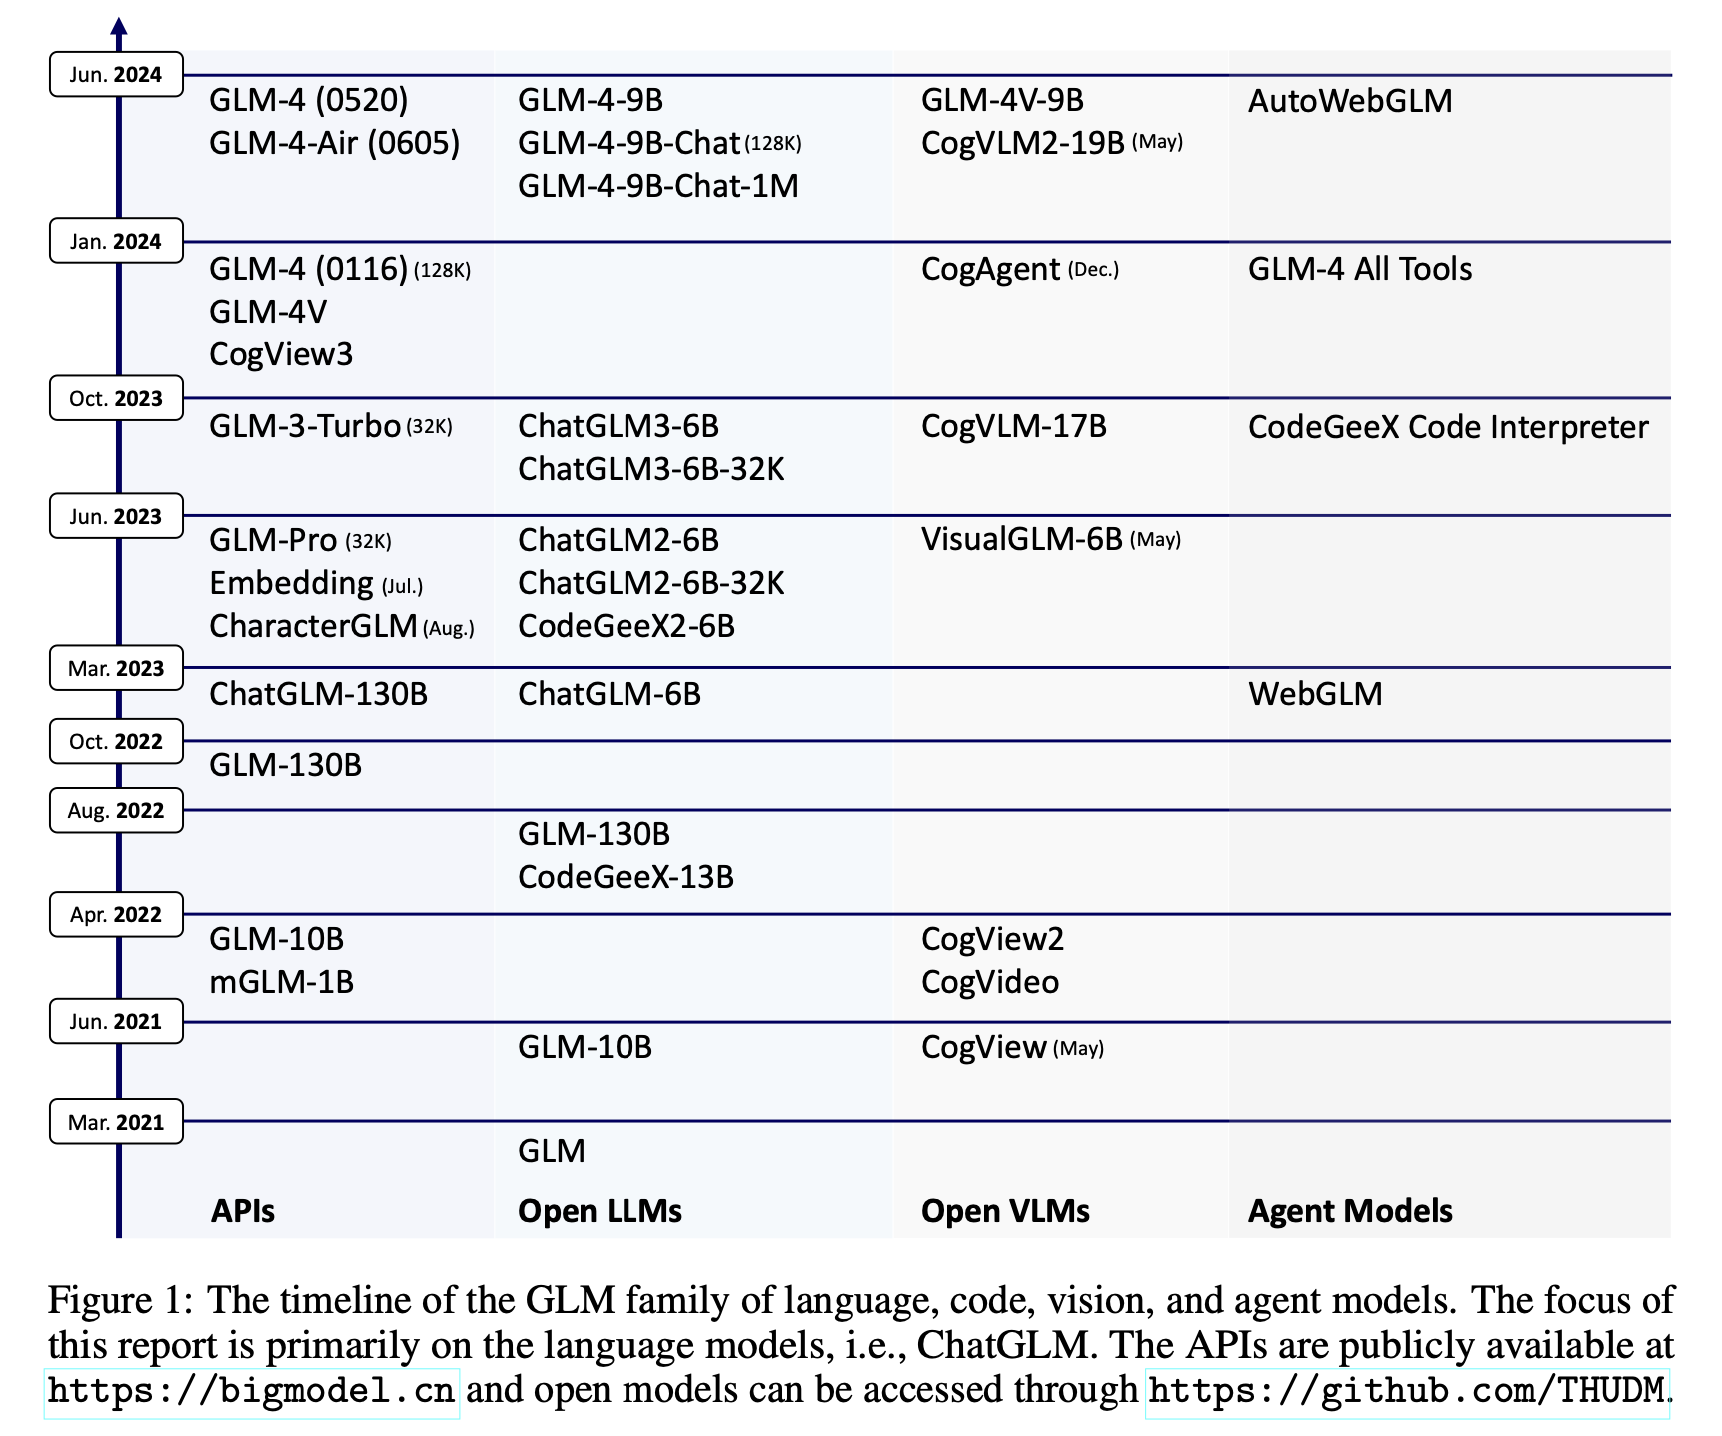 Jun. 2024
GLM-4 (0520) GLM-4-9B GLM-4V-9B AutoWebGLM
GLM-4-Air (0605) GLM-4-9B-Chat (128K) CogVLM2-19B (May)
GLM-4-9B-Chat-1M
Jan. 2024
GLM-4 (0116) (128K) CogAgent (Dec.) GLM-4 All Tools
GLM-4V
CogView3
Oct. 2023
GLM-3-Turbo (32K) ChatGLM3-6B CogVLM-17B CodeGeeX Code Interpreter
ChatGLM3-6B-32K
Jun. 2023
GLM-Pro (32K) ChatGLM2-6B VisualGLM-6B (May)
Embedding (Jul.) ChatGLM2-6B-32K
CharacterGLM (Aug.) CodeGeeX2-6B
Mar. 2023
ChatGLM-130B ChatGLM-6B WebGLM
Oct. 2022
GLM-130B
Aug. 2022
GLM-130B
CodeGeeX-13B
Apr. 2022
GLM-10B CogView2
mGLM-1B CogVideo
Jun. 2021
GLM-10B CogView (May)
Mar. 2021
GLM
APIs Open LLMs Open VLMs Agent Models
Figure 1: The timeline of the GLM family of language, code, vision, and agent models. The focus of
this report is primarily on the language models, i.e., ChatGLM. The APIs are publicly available at
https://bigmodel.cn and open models can be accessed through https://github.com/THUDM.